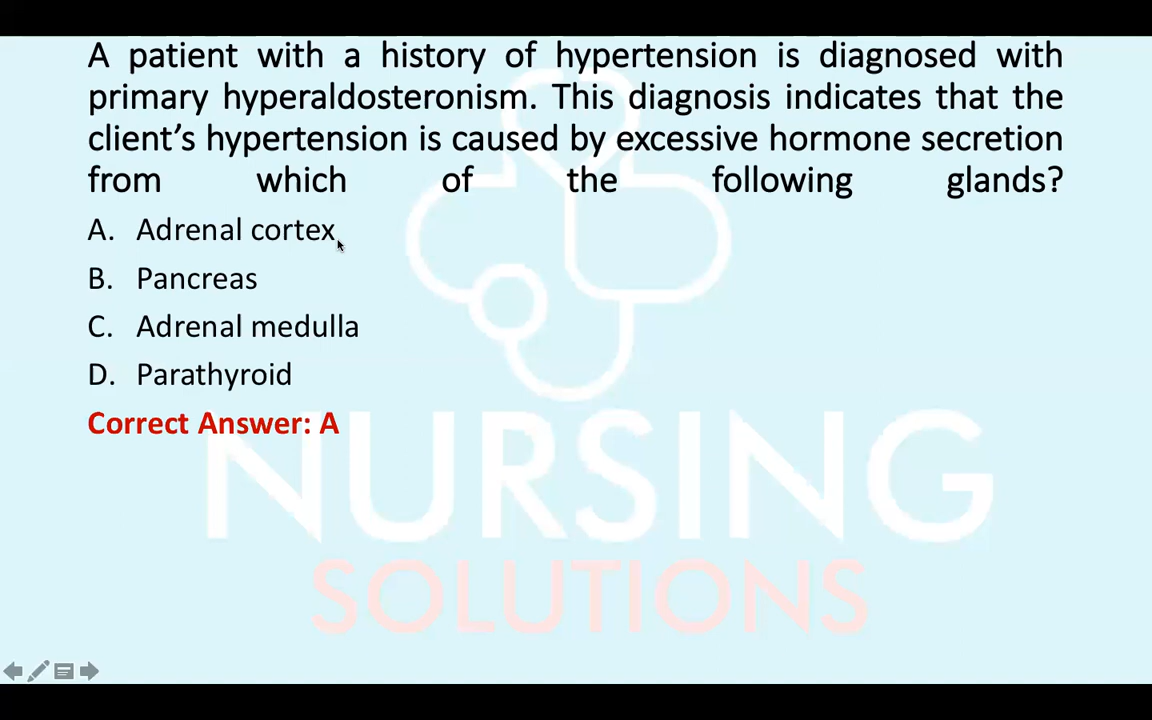 A patient with a history of hypertension is diagnosed with
primary hyperaldosteronism. This diagnosis indicates that the
client’s hypertension is caused by excessive hormone secretion
from which of the following glands?
A. Adrenal cortex
B. Pancreas
C. Adrenal medulla
D. Parathyroid
Correct Answer: A
NURSING
SOLUTIONS